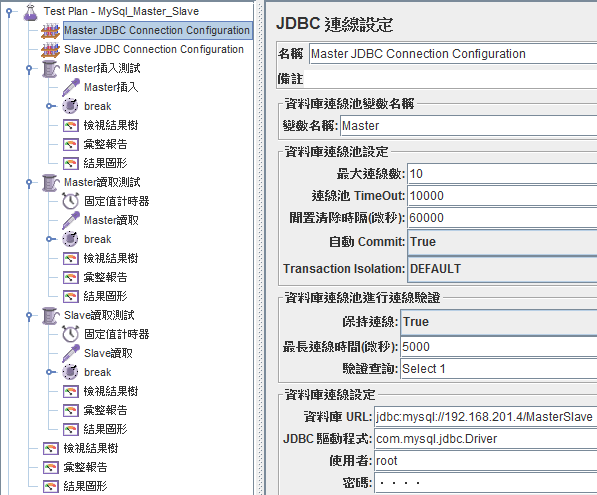 Test Plan - MySql_Master_Slave
Master JDBC Connection Configuration
Slave JDBC Connection Configuration
Master插入測試
Master插入
break
檢視結果樹
彙整報告
結果圖形
Master讀取測試
固定值計時器
Master讀取
break
檢視結果樹
彙整報告
結果圖形
Slave讀取測試
固定值計時器
Slave讀取
break
檢視結果樹
彙整報告
結果圖形
檢視結果樹
彙整報告
結果圖形
JDBC 連線設定
名稱 Master JDBC Connection Configuration
備註
資料庫連線池變數名稱
變數名稱: Master
資料庫連線池設定
最大連線數: 10
連線池 TimeOut: 10000
閒置清除時隔(微秒): 60000
自動 Commit: True
Transaction Isolation: DEFAULT
資料庫連線池進行連線驗證
保持連線: True
最長連線時間(微秒): 5000
驗證查詢: Select 1
資料庫連線設定
資料庫 URL: jdbc:mysql://192.168.201.4/MasterSlave
JDBC 驅動程式: com.mysql.jdbc.Driver
使用者: root
密碼: ····